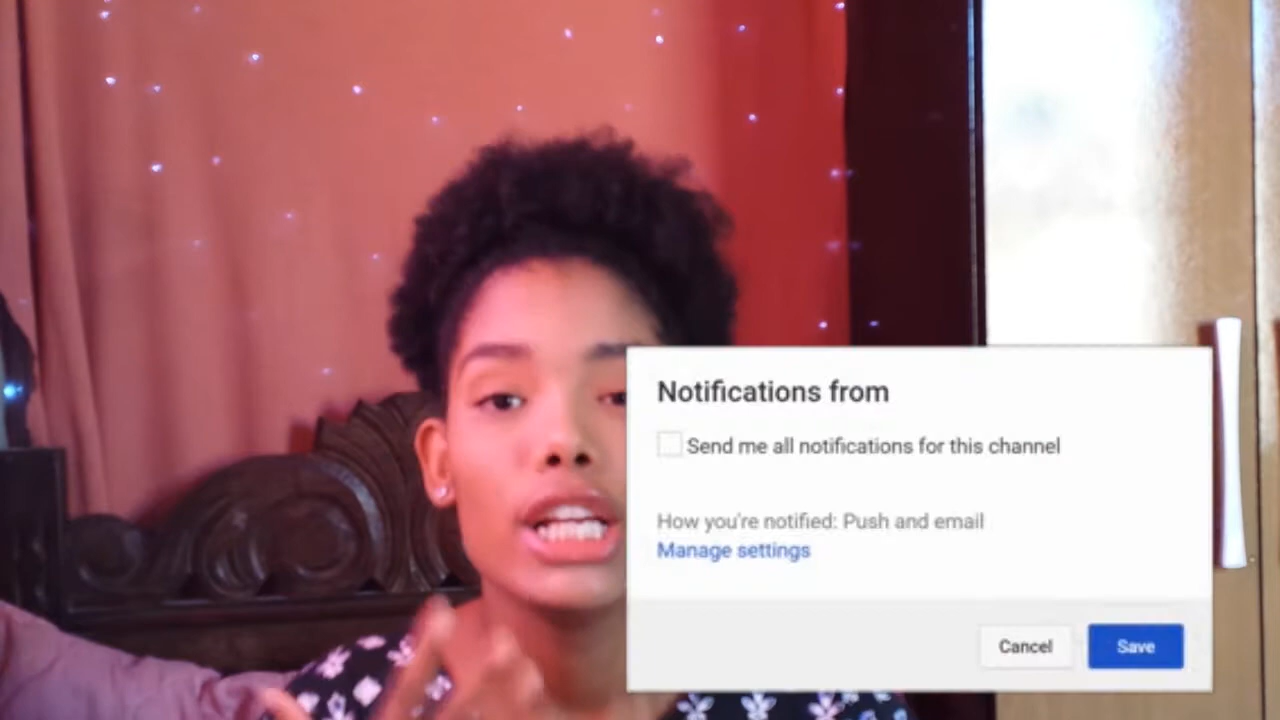 Notifications from
Send me all notifications for this channel
How you're notified: Push and email
Manage settings
Cancel
Save